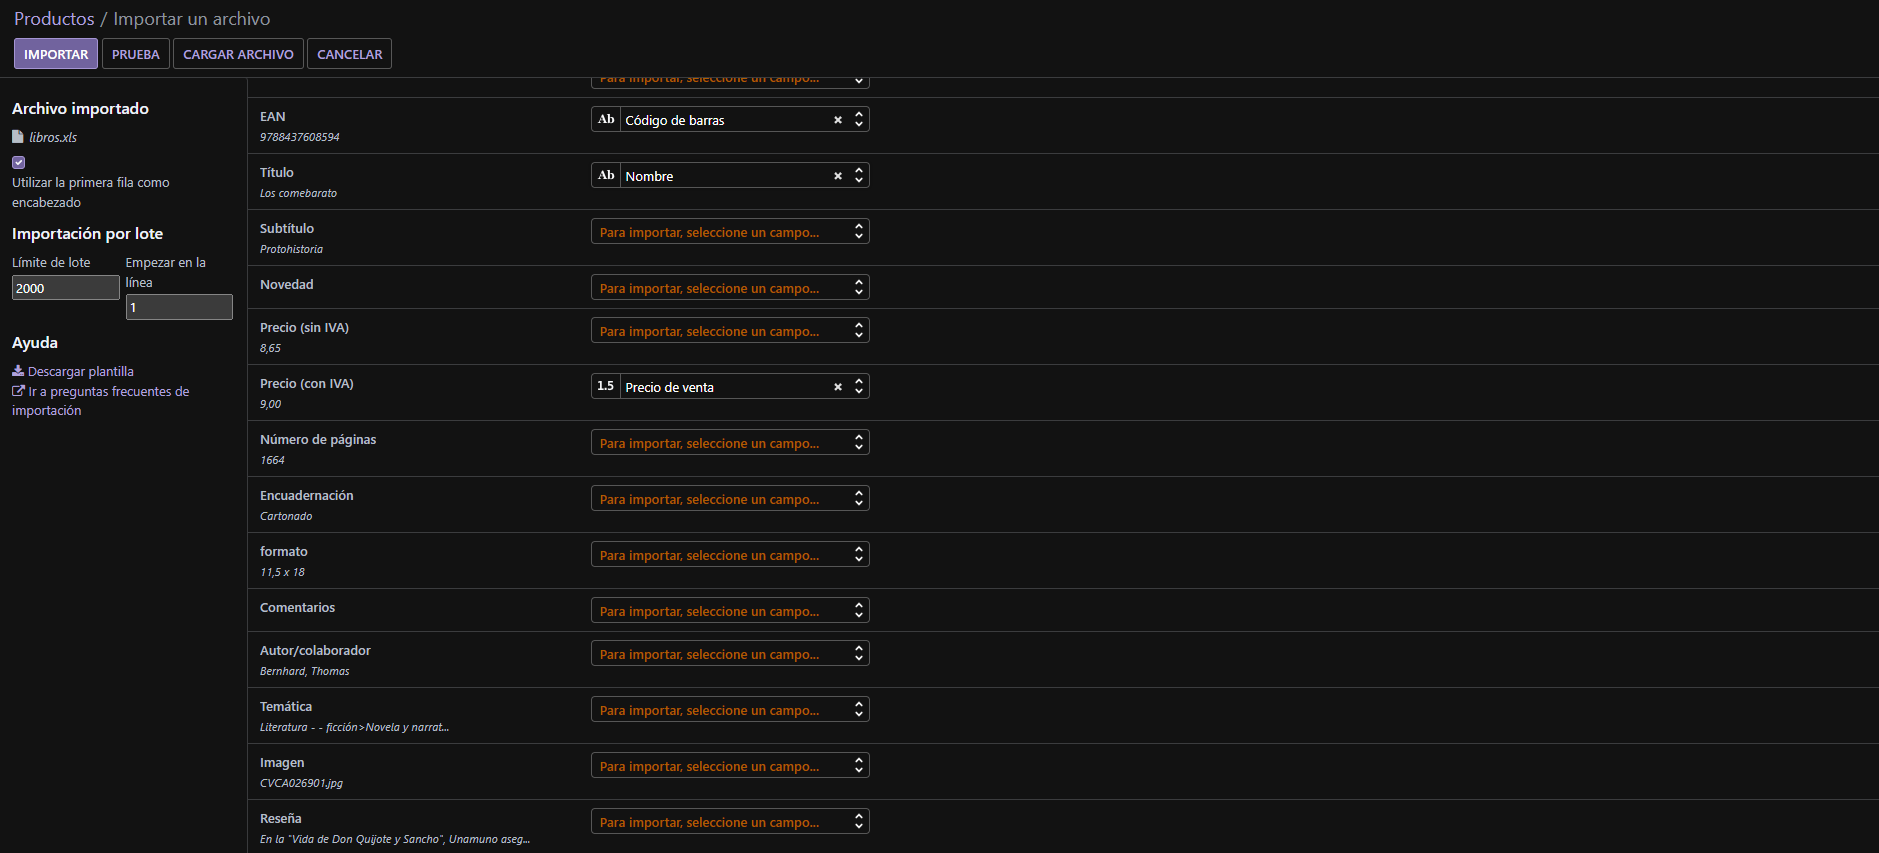 Productos / Importar un archivo
IMPORTAR PRUEBA CARGAR ARCHIVO CANCELAR
Archivo importado
libros.xls
Utilizar la primera fila como
encabezado
Importación por lote
Límite de lote
2000
Empezar en la
línea
1
Ayuda
Descargar plantilla
Ir a preguntas frecuentes de
importación
Para importar, seleccione un campo...
EAN
9788437608594
Ab Código de barras
Título
Los comebarato
Ab Nombre
Subtítulo
Protohistoria
Para importar, seleccione un campo...
Novedad
Para importar, seleccione un campo...
Precio (sin IVA)
8,65
Para importar, seleccione un campo...
Precio (con IVA)
9,00
1.5 Precio de venta
Número de páginas
1664
Para importar, seleccione un campo...
Encuadernación
Cartonado
Para importar, seleccione un campo...
formato
11,5 x 18
Para importar, seleccione un campo...
Comentarios
Para importar, seleccione un campo...
Autor/colaborador
Bernhard, Thomas
Para importar, seleccione un campo...
Temática
Literatura - - ficción>Novela y narrat...
Para importar, seleccione un campo...
Imagen
CVCA026901.jpg
Para importar, seleccione un campo...
Reseña
En la "Vida de Don Quijote y Sancho", Unamuno aseg...
Para importar, seleccione un campo...